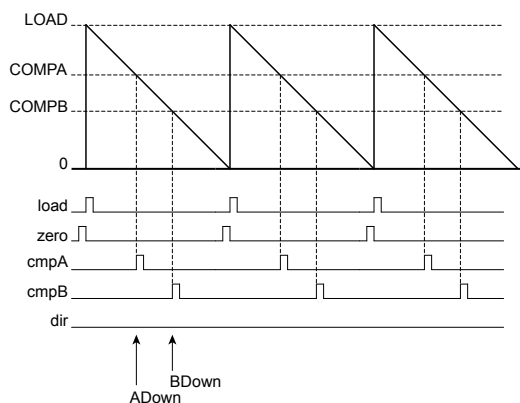 LOAD
COMPA
COMPB
0
load
zero
cmpA
cmpB
dir
BDown
ADown